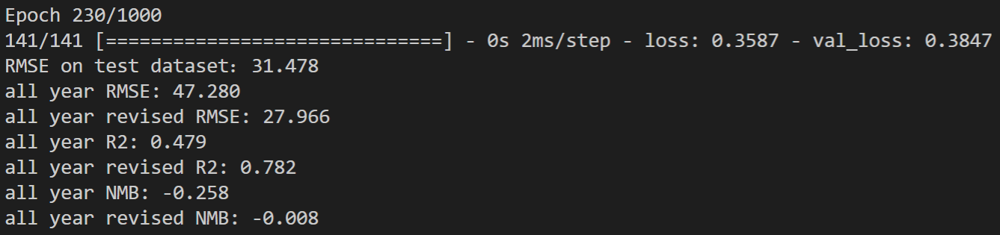 Epoch 230/1000
141/141 [==============================] - 0s 2ms/step - loss: 0.3587 - val_loss: 0.3847
RMSE on test dataset: 31.478
all year RMSE: 47.280
all year revised RMSE: 27.966
all year R2: 0.479
all year revised R2: 0.782
all year NMB: -0.258
all year revised NMB: -0.008